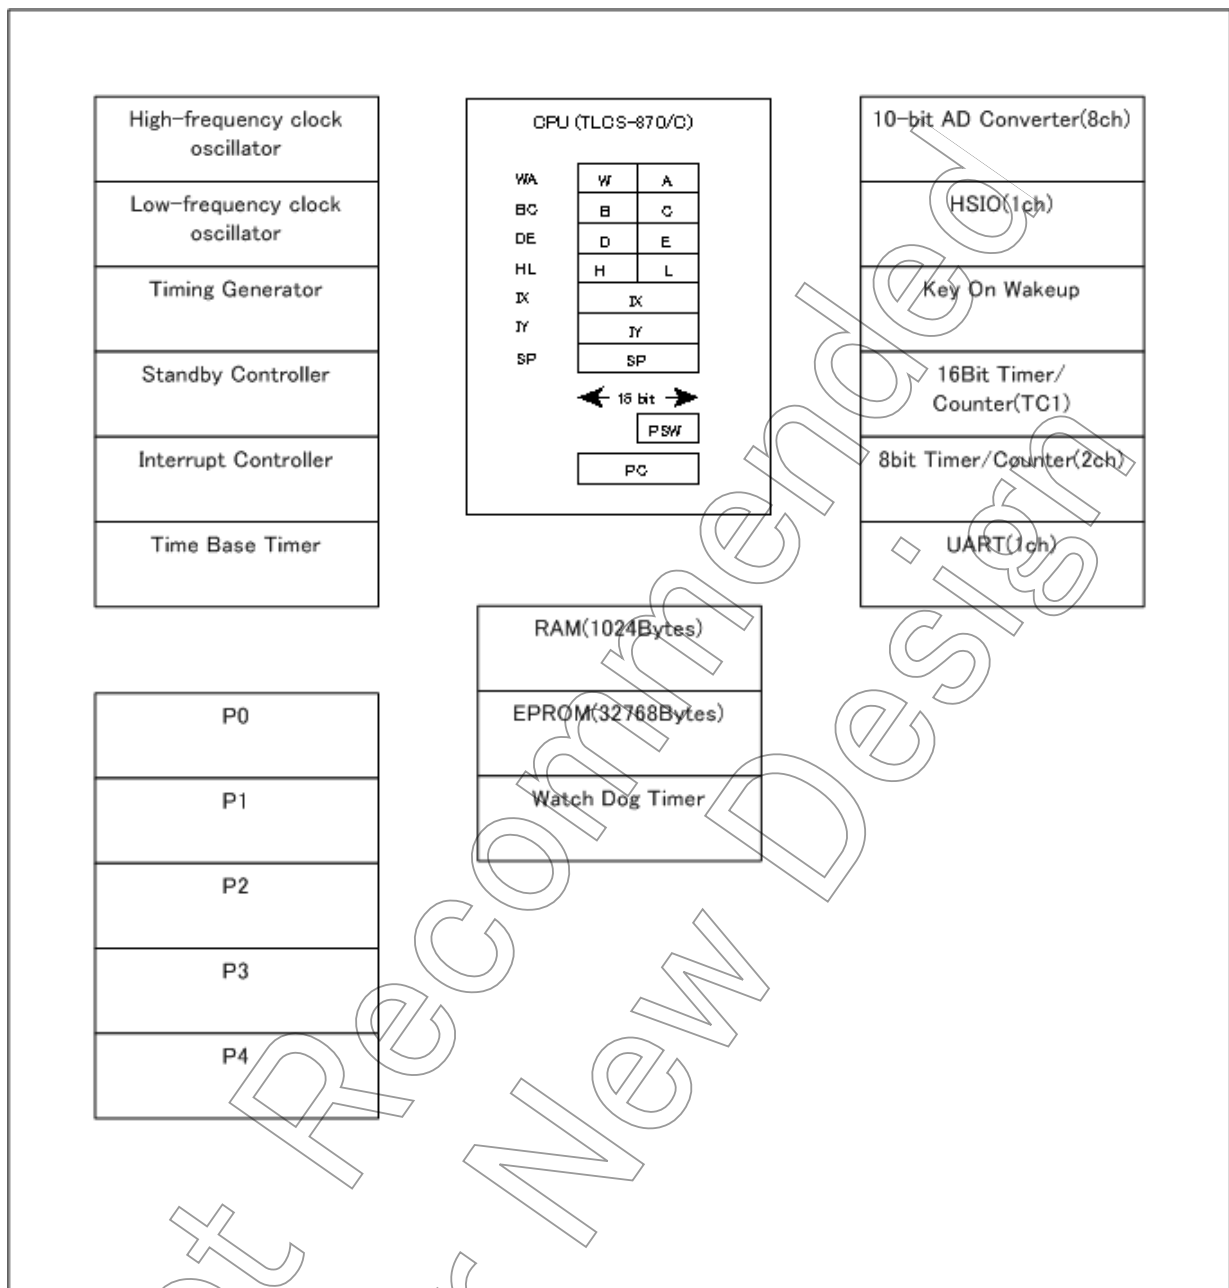 High-frequency clock
oscillator
Low-frequency clock
oscillator
Timing Generator
Standby Controller
Interrupt Controller
Time Base Timer
CPU (TLCS-870/C)
WA W A
BC B C
DE D E
HL H L
IX IX
IY IY
SP SP
16 bit
PSW
PC
10-bit AD Converter(8ch)
HSIO(1ch)
Key On Wakeup
16Bit Timer/
Counter(TC1)
8bit Timer/Counter(2ch)
UART(1ch)
RAM(1024Bytes)
EPROM(32768Bytes)
Watch Dog Timer
P0
P1
P2
P3
P4
Recommended
New Design